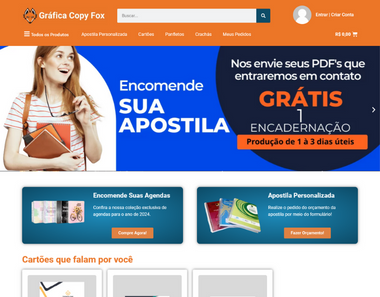 Gráfica Copy Fox
Buscar...
Entrar | Criar Conta
Todos os Produtos
Apostila Personalizada
Cartões
Panfletos
Crachás
Meus Pedidos
R$ 0,00
Encomende
SUA
APOSTILA
Nos envie seus PDF's que
entraremos em contato
GRÁTIS
1
ENCADERNAÇÃO
Produção de 1 à 3 dias úteis
Encomende Suas Agendas
Confira a nossa coleção exclusiva de
agendas para o ano de 2024.
Compre Agora!
Apostila Personalizada
Realize o pedido do orçamento da
apostila por meio do formulário!
Fazer Orçamento!
Cartões que falam por você